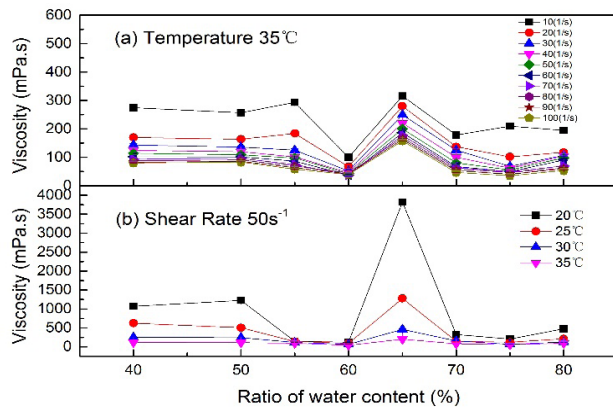 600
500
400
300
200
100
0
Viscosity (mPa.s)
(a) Temperature 35℃
10(1/s)
20(1/s)
30(1/s)
40(1/s)
50(1/s)
60(1/s)
70(1/s)
80(1/s)
90(1/s)
100(1/s)
4000
3500
3000
2500
2000
1500
1000
500
0
Viscosity (mPa.s)
(b) Shear Rate 50s⁻¹
20℃
25℃
30℃
35℃
40 50 60 70 80
Ratio of water content (%)